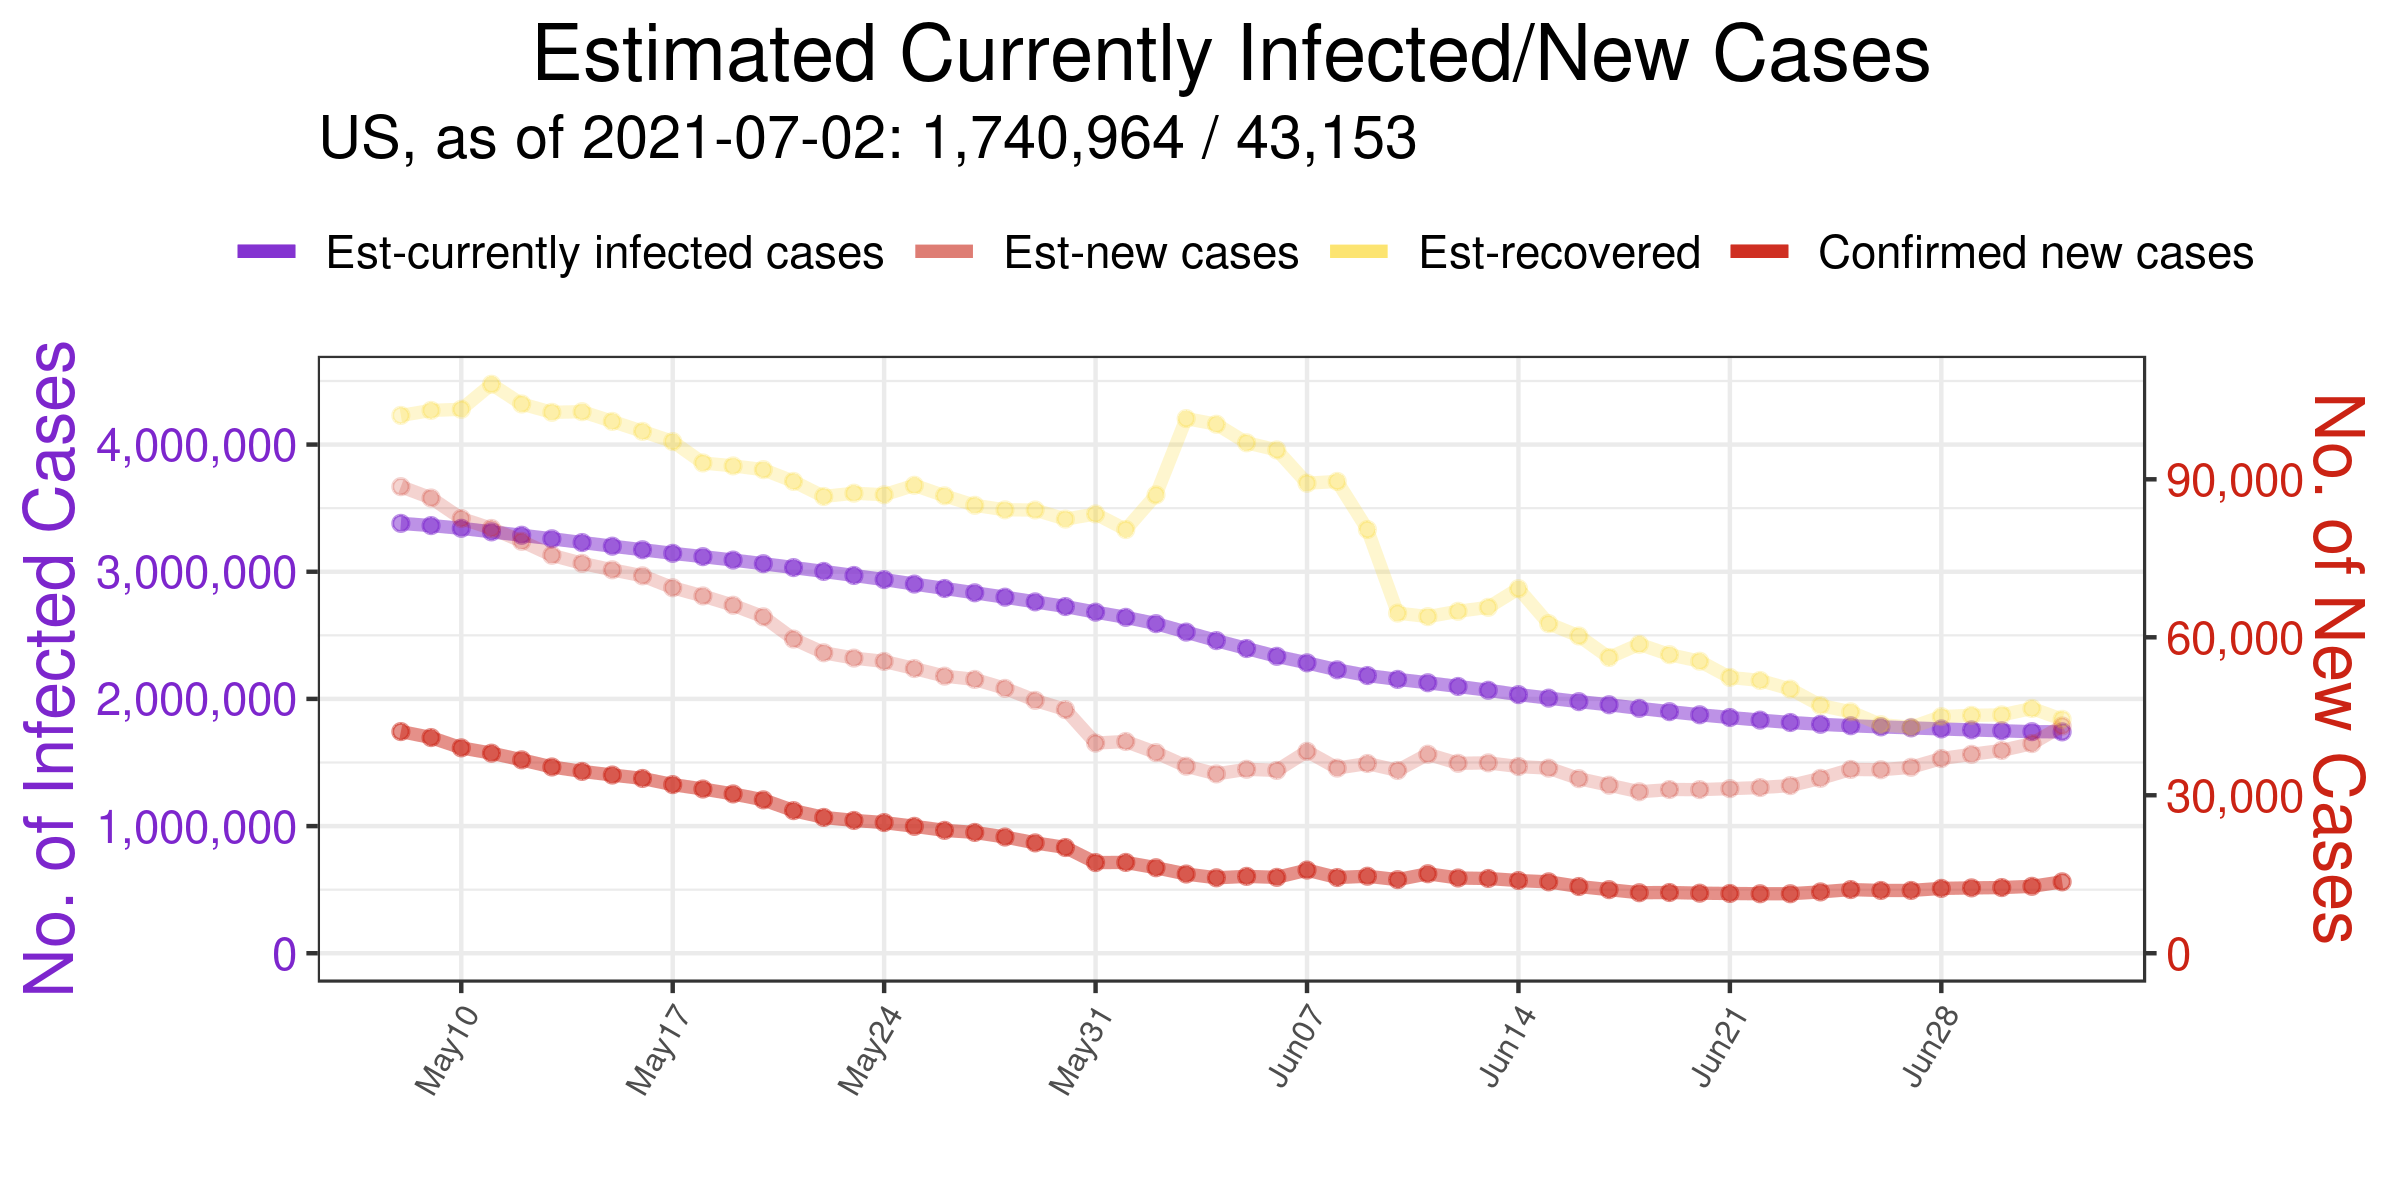 Estimated Currently Infected/New Cases
US, as of 2021-07-02: 1,740,964 / 43,153
Est-currently infected cases Est-new cases Est-recovered Confirmed new cases
No. of Infected Cases
4,000,000
3,000,000
2,000,000
1,000,000
0
90,000
60,000
30,000
0
No. of New Cases
May10 May17 May24 May31 Jun07 Jun14 Jun21 Jun28